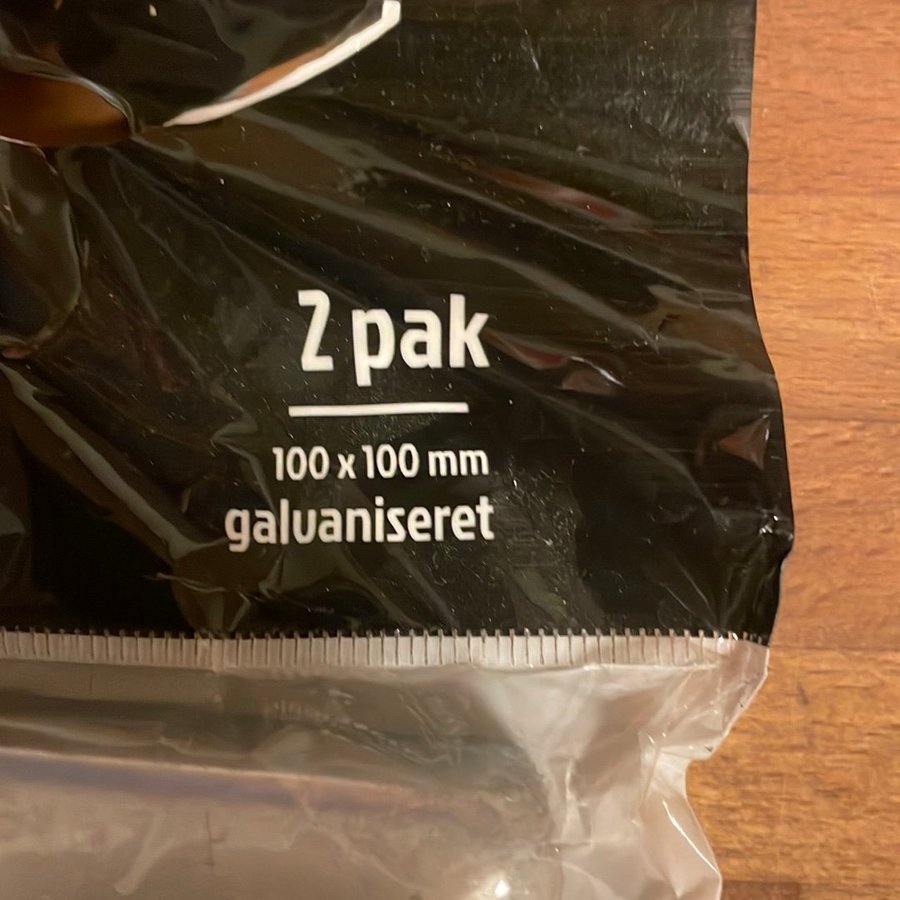 2 pak
100 x 100 mm
galvaniseret